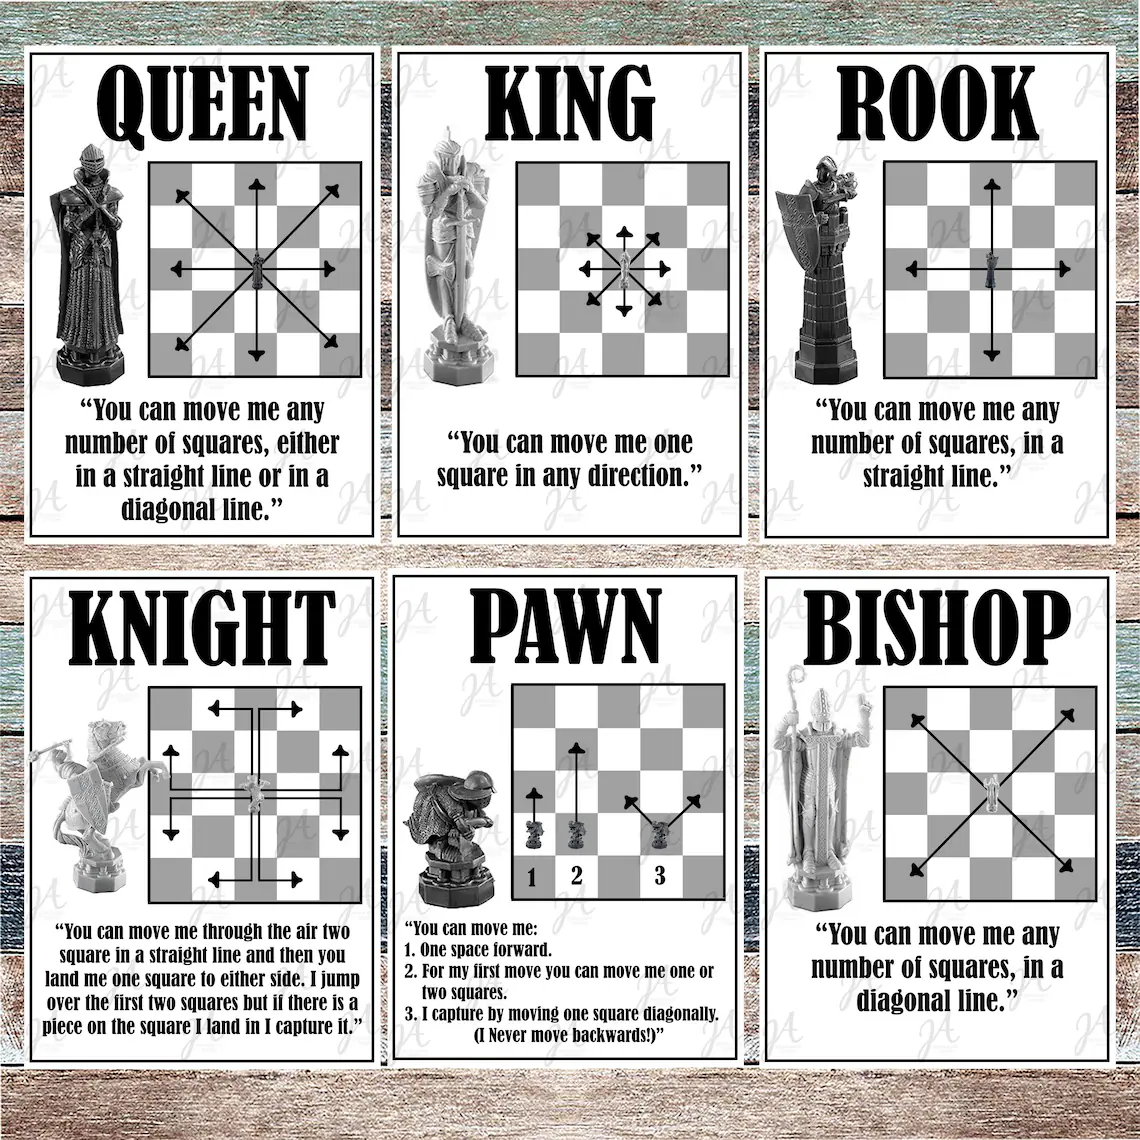 QUEEN
“You can move me any
number of squares, either
in a straight line or in a
diagonal line.”
KING
“You can move me one
square in any direction.”
ROOK
“You can move me any
number of squares, in a
straight line.”
KNIGHT
“You can move me through the air two
square in a straight line and then you
land me one square to either side. I jump
over the first two squares but if there is a
piece on the square I land in I capture it.”
PAWN
1 2 3
“You can move me:
1. One space forward.
2. For my first move you can move me one or
two squares.
3. I capture by moving one square diagonally.
(I Never move backwards!)”
BISHOP
“You can move me any
number of squares, in a
diagonal line.”